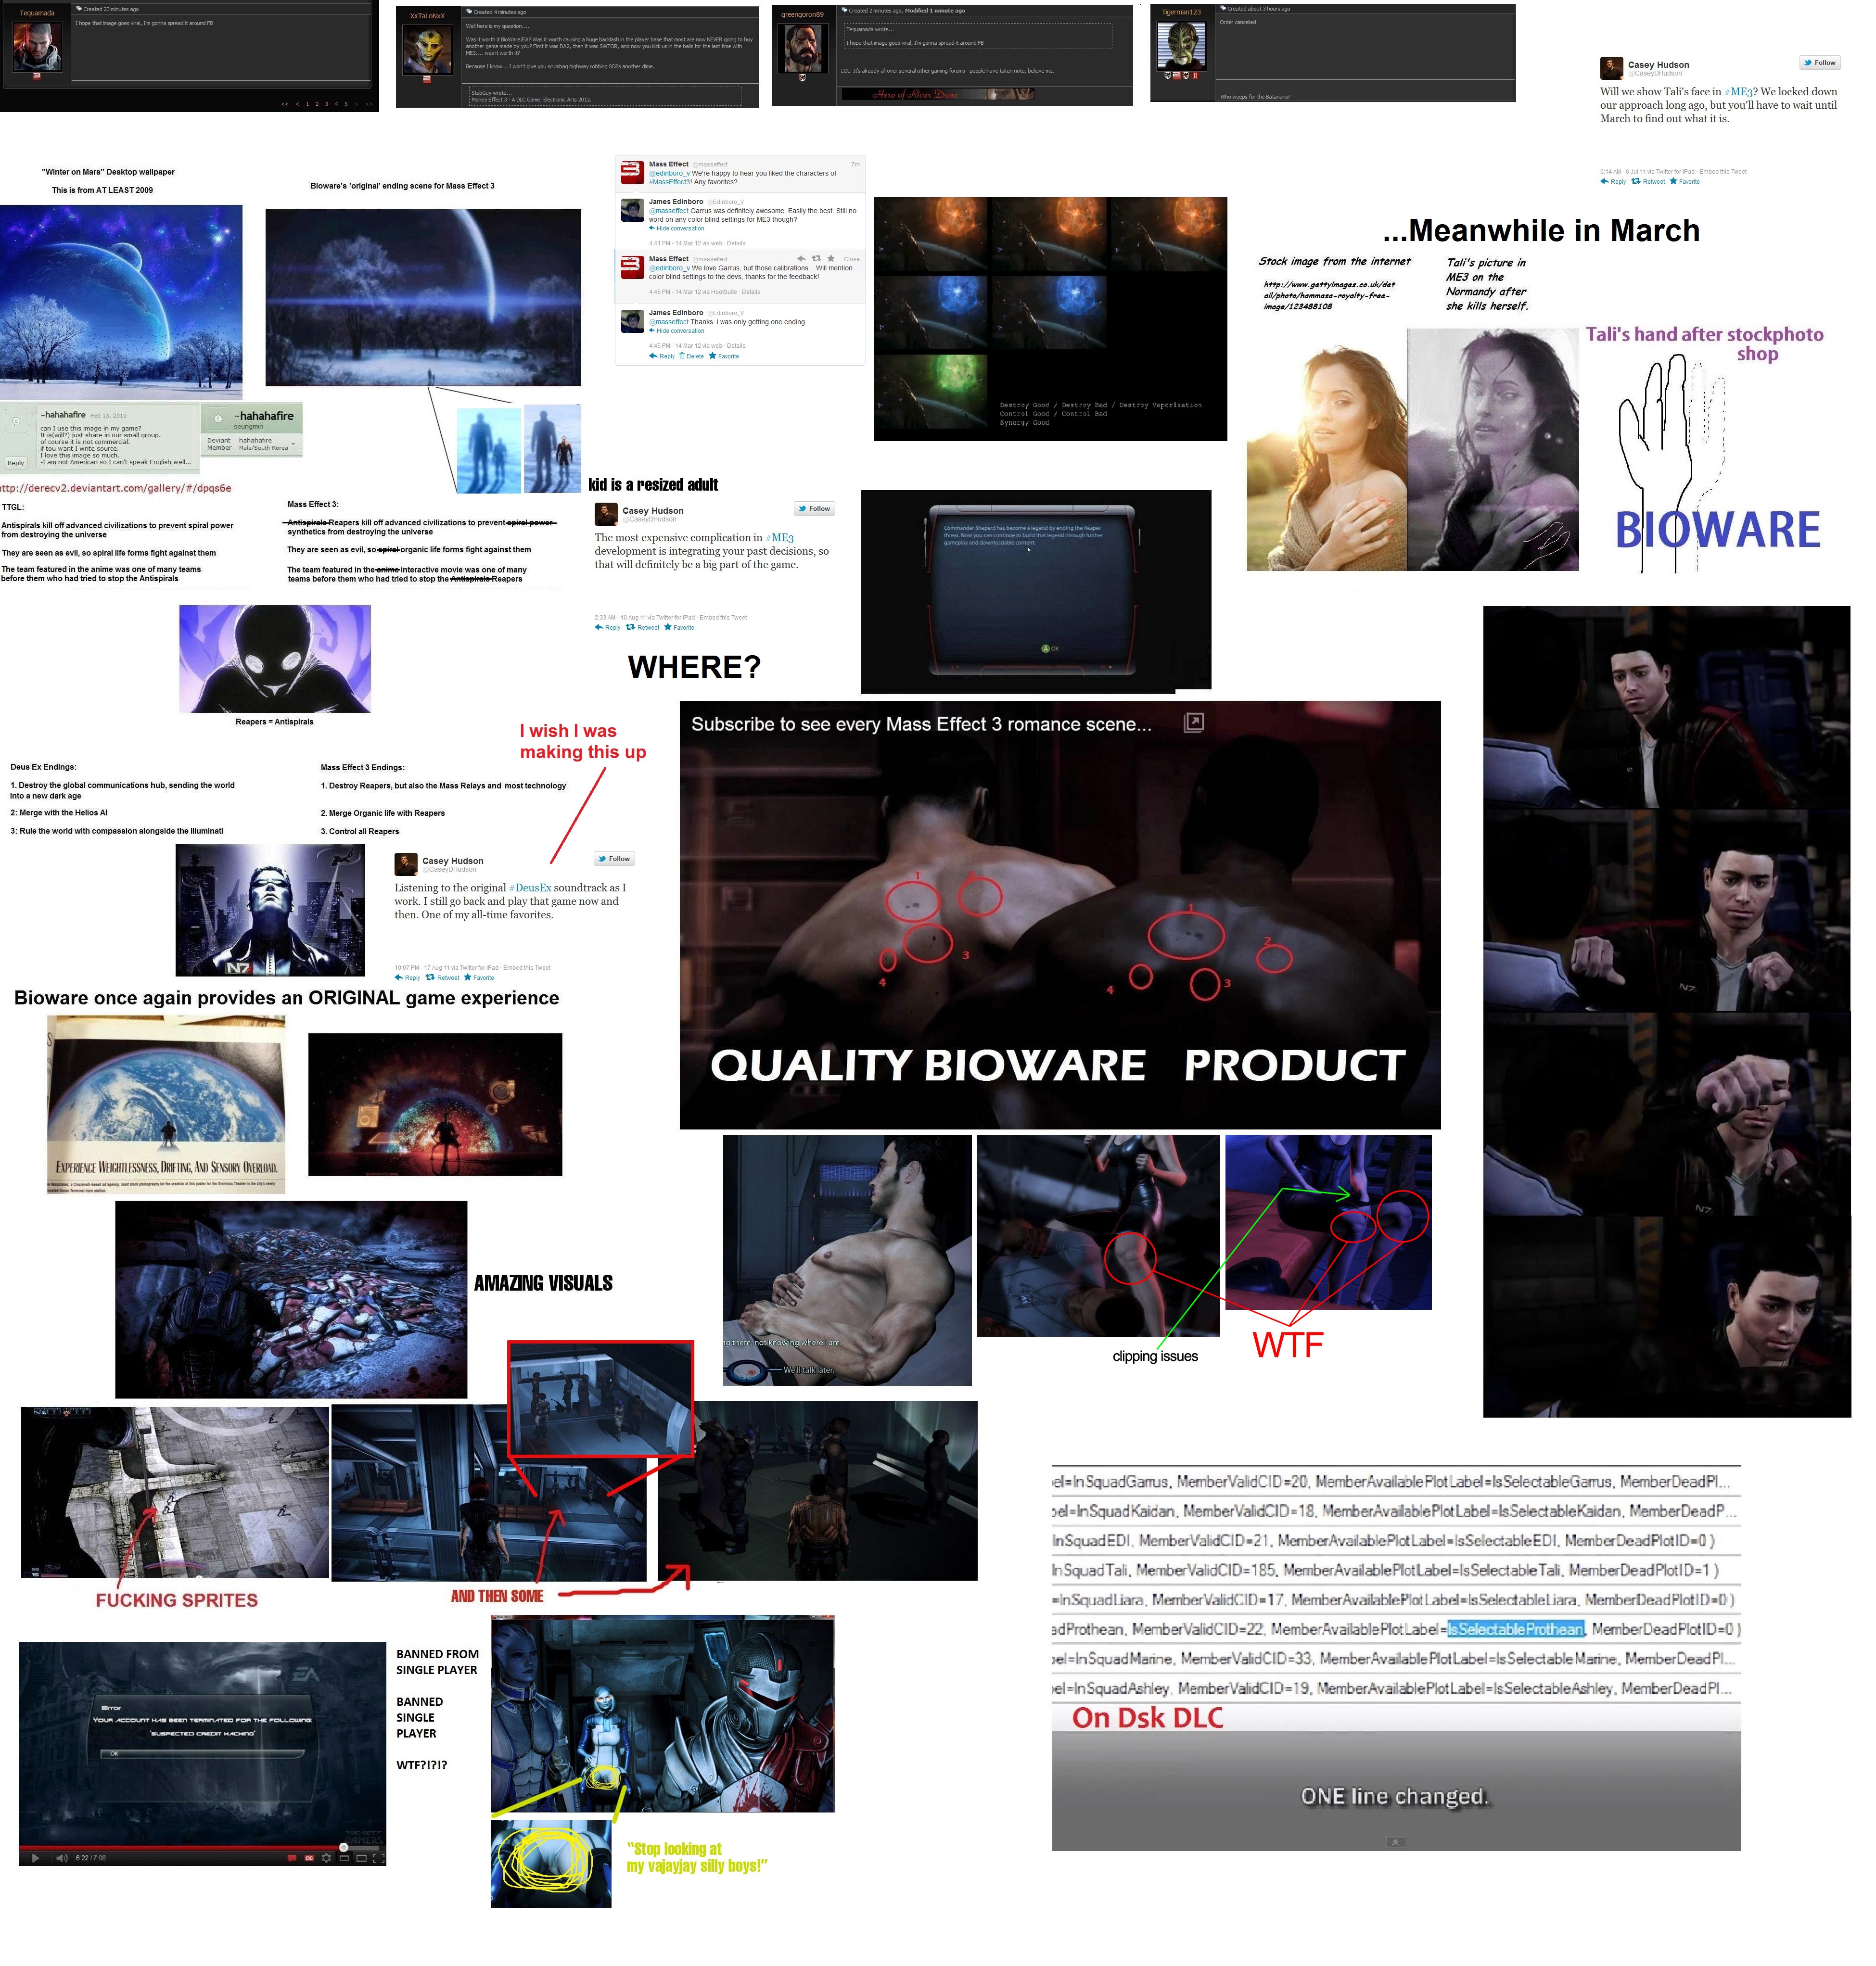 Tequamada
Created 23 minutes ago
I hope that image goes viral, I'm gonna spread it around FB
<< < 1 2 3 4 5 > >>
XxTaLoNxX
Created 4 minutes ago
Well here is my question....
Was it worth it BioWare/EA? Was it worth causing a huge backlash in the player base that most are now NEVER going to buy
another game made by you? First it was DA2, then it was SWTOR, and now you kick us in the balls for the last time with
ME3.... was it worth it?
Because I know... I won't give you scumbag highway robbing SOBs another dime.
StabGuy wrote...
Money Effect 3 - A DLC Game. Electronic Arts 2012.
greengoron89
Created 2 minutes ago, Modified 1 minute ago
Tequamada wrote...
I hope that image goes viral, I'm gonna spread it around FB
LOL. It's already all over several other gaming forums - people have taken note, believe me.
Tigerman123
Created about 3 hours ago
Order cancelled
Who weeps for the Batarians?
Casey Hudson
@CaseyDHudson
Follow
Will we show Tali's face in #ME3? We locked down
our approach long ago, but you'll have to wait until
March to find out what it is.
6:14 AM - 6 Jul 11 via Twitter for iPad · Embed this Tweet
Reply Retweet Favorite
"Winter on Mars" Desktop wallpaper
This is from AT LEAST 2009
Bioware's 'original' ending scene for Mass Effect 3
Mass Effect @masseffect 7m
@edinboro_v We're happy to hear you liked the characters of
#MassEffect3! Any favorites?
James Edinboro @Edinboro_V
@masseffect Garrus was definitely awesome. Easily the best. Still no
word on any color blind settings for ME3 though?
Hide conversation
4:41 PM - 14 Mar 12 via web · Details
Mass Effect @masseffect
Close
@edinboro_v We love Garrus, but those calibrations... Will mention
color blind settings to the devs, thanks for the feedback!
4:45 PM - 14 Mar 12 via HootSuite · Details
James Edinboro @Edinboro_V
@masseffect Thanks. I was only getting one ending
Hide conversation
4:45 PM - 14 Mar 12 via web · Details
Reply Delete Favorite
Destroy Good / Destroy Bad / Destroy Vaporization
Control Good / Control Bad
Synergy Good
...Meanwhile in March
Stock image from the internet
http://www.gettyimages.co.uk/det
ail/photo/hammasa-royalty-free-
image/123488108
Tali's picture in
ME3 on the
Normandy after
she kills herself.
Tali's hand after stockphoto
shop
BIOWARE
~hahahafire Feb 13, 2010
can I use this image in my game?
It is(will?) just share in our small group.
of course it is not commercial.
if tou want I write source.
I love this image so much.
-I am not American so I can't speak English well...
Reply
~hahahafire
seungmin
Deviant
Member
hahahafire
Male/South Korea
http://derecv2.deviantart.com/gallery/#/dpqs6e
kid is a resized adult
TTGL:
Antispirals kill off advanced civilizations to prevent spiral power
from destroying the universe
They are seen as evil, so spiral life forms fight against them
The team featured in the anime was one of many teams
before them who had tried to stop the Antispirals
Mass Effect 3:
Antispirals Reapers kill off advanced civilizations to prevent spiral power
synthetics from destroying the universe
They are seen as evil, so spiral organic life forms fight against them
The team featured in the anime interactive movie was one of many
teams before them who had tried to stop the Antispirals Reapers
Reapers = Antispirals
Casey Hudson
@CaseyDHudson
Follow
The most expensive complication in #ME3
development is integrating your past decisions, so
that will definitely be a big part of the game.
2:33 AM - 10 Aug 11 via Twitter for iPad · Embed this Tweet
Reply Retweet Favorite
WHERE?
Commander Shepard has become a legend by ending the Reaper
threat. Now you can continue to build that legend through further
gameplay and downloadable content.
A OK
I wish I was
making this up
Deus Ex Endings:
1. Destroy the global communications hub, sending the world
into a new dark age
2: Merge with the Helios AI
3: Rule the world with compassion alongside the Illuminati
Mass Effect 3 Endings:
1. Destroy Reapers, but also the Mass Relays and most technology
2. Merge Organic life with Reapers
3. Control all Reapers
N7
Casey Hudson
@CaseyDHudson
Follow
Listening to the original #DeusEx soundtrack as I
work. I still go back and play that game now and
then. One of my all-time favorites.
10:07 PM - 17 Aug 11 via Twitter for iPad · Embed this Tweet
Reply Retweet Favorite
Bioware once again provides an ORIGINAL game experience
EXPERIENCE WEIGHTLESSNESS, DRIFTING, AND SENSORY OVERLOAD.
Subscribe to see every Mass Effect 3 romance scene...
1
2
3
4
1
2
3
4
QUALITY BIOWARE PRODUCT
N7
N7
AMAZING VISUALS
g them, not knowing where I am.
We'll talk later.
clipping issues
WTF
FUCKING SPRITES
AND THEN SOME
EA
Error
Your account has been terminated for the following:
'suspected credit hacking'
OK
6:22 / 7:08
BANNED FROM
SINGLE PLAYER
BANNED
SINGLE
PLAYER
WTF?!?!?
"Stop looking at
my vajayjay silly boys!"
el=InSquadGarrus, MemberValidCID=20, MemberAvailablePlotLabel=IsSelectableGarrus, MemberDeadPl...
el=InSquadKaidan, MemberValidCID=18, MemberAvailablePlotLabel=IsSelectableKaidan, MemberDeadP...
InSquadEDI, MemberValidCID=21, MemberAvailablePlotLabel=IsSelectableEDI, MemberDeadPlotID=0 )
InSquadTali, MemberValidCID=185, MemberAvailablePlotLabel=IsSelectableTali, MemberDeadPlotID=1 )
=InSquadLiara, MemberValidCID=17, MemberAvailablePlotLabel=IsSelectableLiara, MemberDeadPlotID=0 )
adProthean, MemberValidCID=22, MemberAvailablePlotLabel=IsSelectableProthean, MemberDeadPlotID=0 )
el=InSquadMarine, MemberValidCID=33, MemberAvailablePlotLabel=IsSelectableMarine, MemberDeadPl...
el=InSquadAshley, MemberValidCID=19, MemberAvailablePlotLabel=IsSelectableAshley, MemberDeadPl...
On Dsk DLC
ONE line changed.